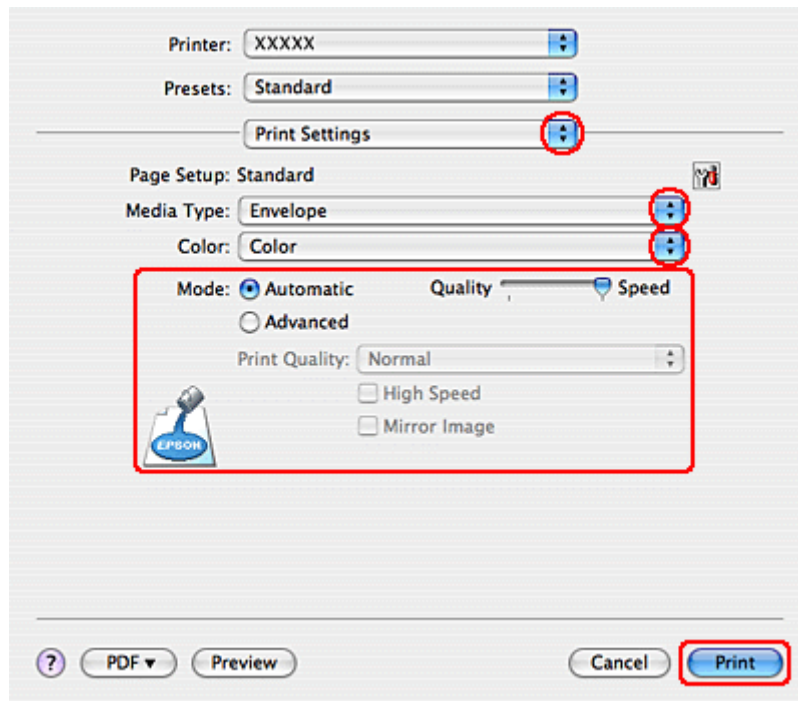 Printer: XXXXX
Presets: Standard
Print Settings
Page Setup: Standard
Media Type: Envelope
Color: Color
Mode: Automatic Quality Speed
Advanced
Print Quality: Normal
High Speed
Mirror Image
EPSON
? PDF Preview Cancel Print